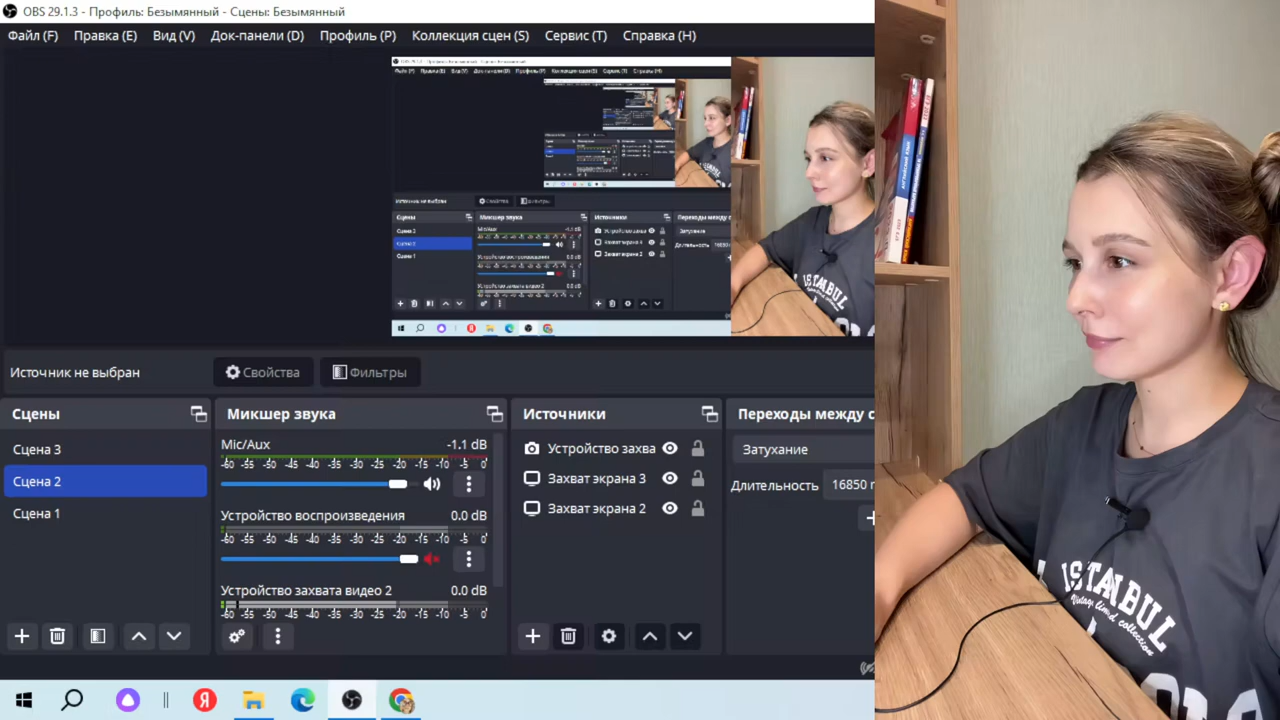 OBS 29.1.3 - Профиль: Безымянный - Сцены: Безымянный
Файл (F) Правка (E) Вид (V) Док-панели (D) Профиль (P) Коллекция сцен (S) Сервис (T) Справка (H)
Источник не выбран Свойства Фильтры
Сцены
Сцена 3
Сцена 2
Сцена 1
Микшер звука
Mic/Aux -1.1 dB
-60 -55 -50 -45 -40 -35 -30 -25 -20 -15 -10 -5 0
Устройство воспроизведения 0.0 dB
-60 -55 -50 -45 -40 -35 -30 -25 -20 -15 -10 -5 0
Устройство захвата видео 2 0.0 dB
-60 -55 -50 -45 -40 -35 -30 -25 -20 -15 -10 -5 0
Источники
Устройство захва
Захват экрана 3
Захват экрана 2
Переходы между с
Затухание
Длительность 16850
Я
АНГЛИЙСКИЙ ЯЗЫК
ISTANBUL
Vintage limited collection